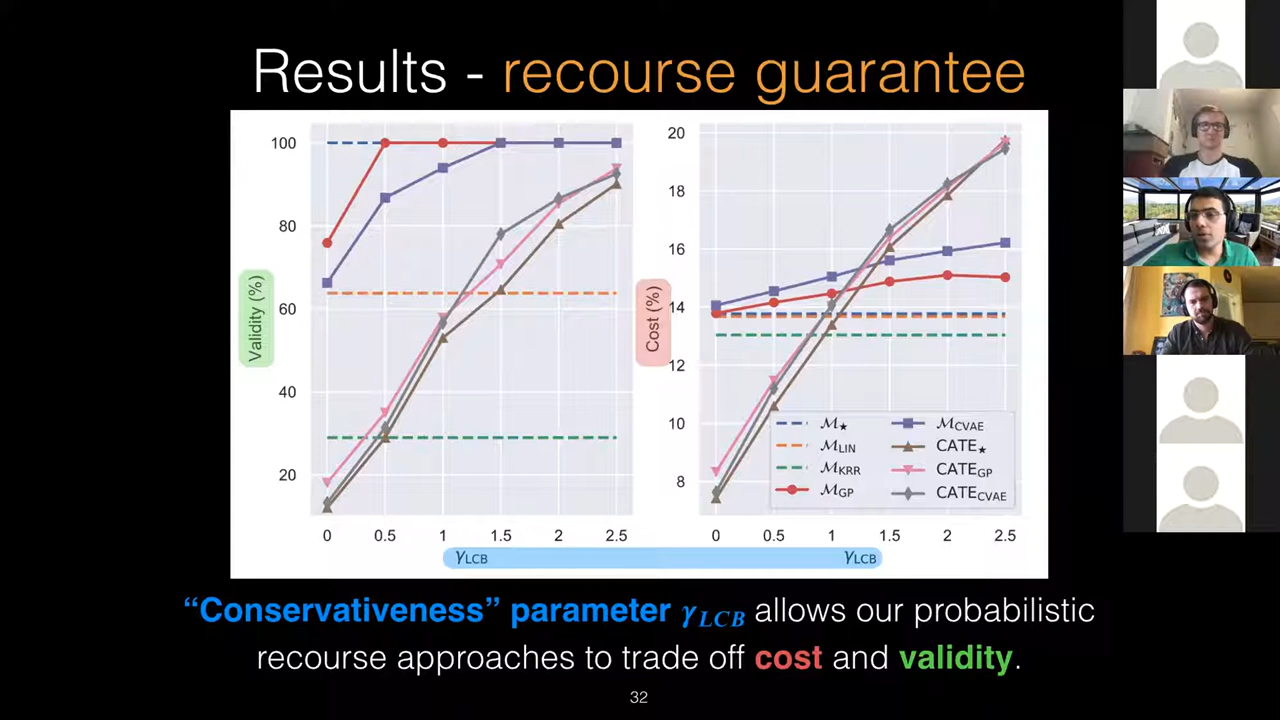 Results - recourse guarantee
100
80
60
40
20
Validity (%)
0 0.5 1 1.5 2 2.5
γLCB
20
18
16
14
12
10
8
Cost (%)
0 0.5 1 1.5 2 2.5
γLCB
M★
MLIN
MKRR
MGP
MCVAE
CATE★
CATEGP
CATECVAE
“Conservativeness” parameter γLCB allows our probabilistic
recourse approaches to trade off cost and validity.
32